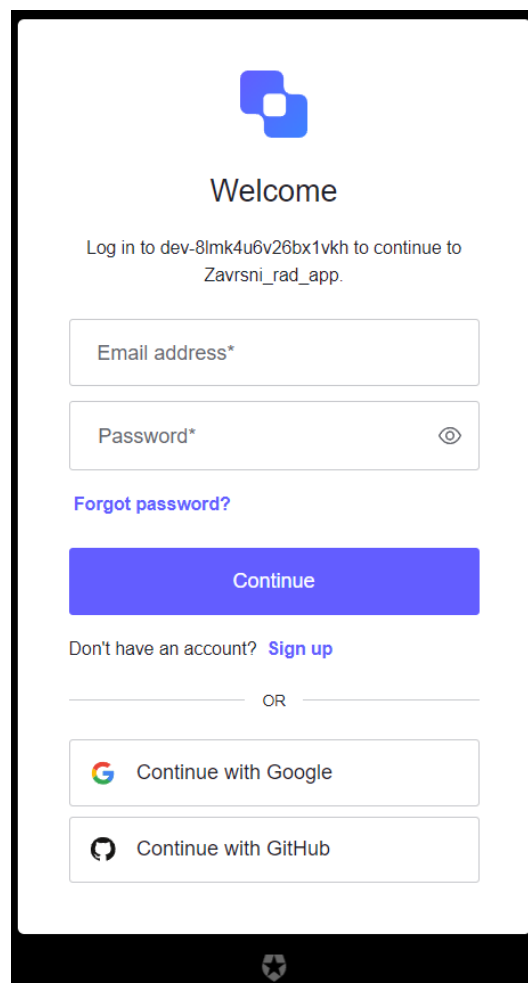 Welcome
Log in to dev-8lmk4u6v26bx1vkh to continue to
Zavrsni_rad_app.
Email address*
Password*
Forgot password?
Continue
Don't have an account? Sign up
OR
Continue with Google
Continue with GitHub